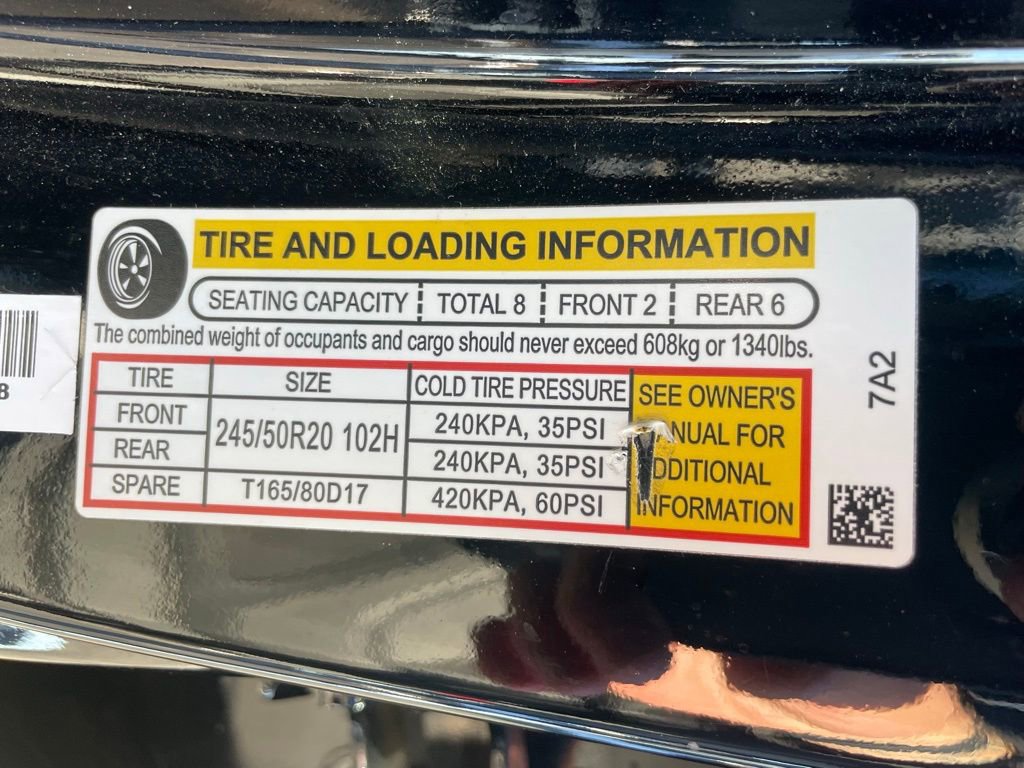 TIRE AND LOADING INFORMATION
SEATING CAPACITY TOTAL 8 FRONT 2 REAR 6
The combined weight of occupants and cargo should never exceed 608kg or 1340lbs.
TIRE SIZE COLD TIRE PRESSURE
FRONT 245/50R20 102H 240KPA, 35PSI
REAR 240KPA, 35PSI
SPARE T165/80D17 420KPA, 60PSI
SEE OWNER'S
NUAL FOR
DDITIONAL
INFORMATION
7A2
B